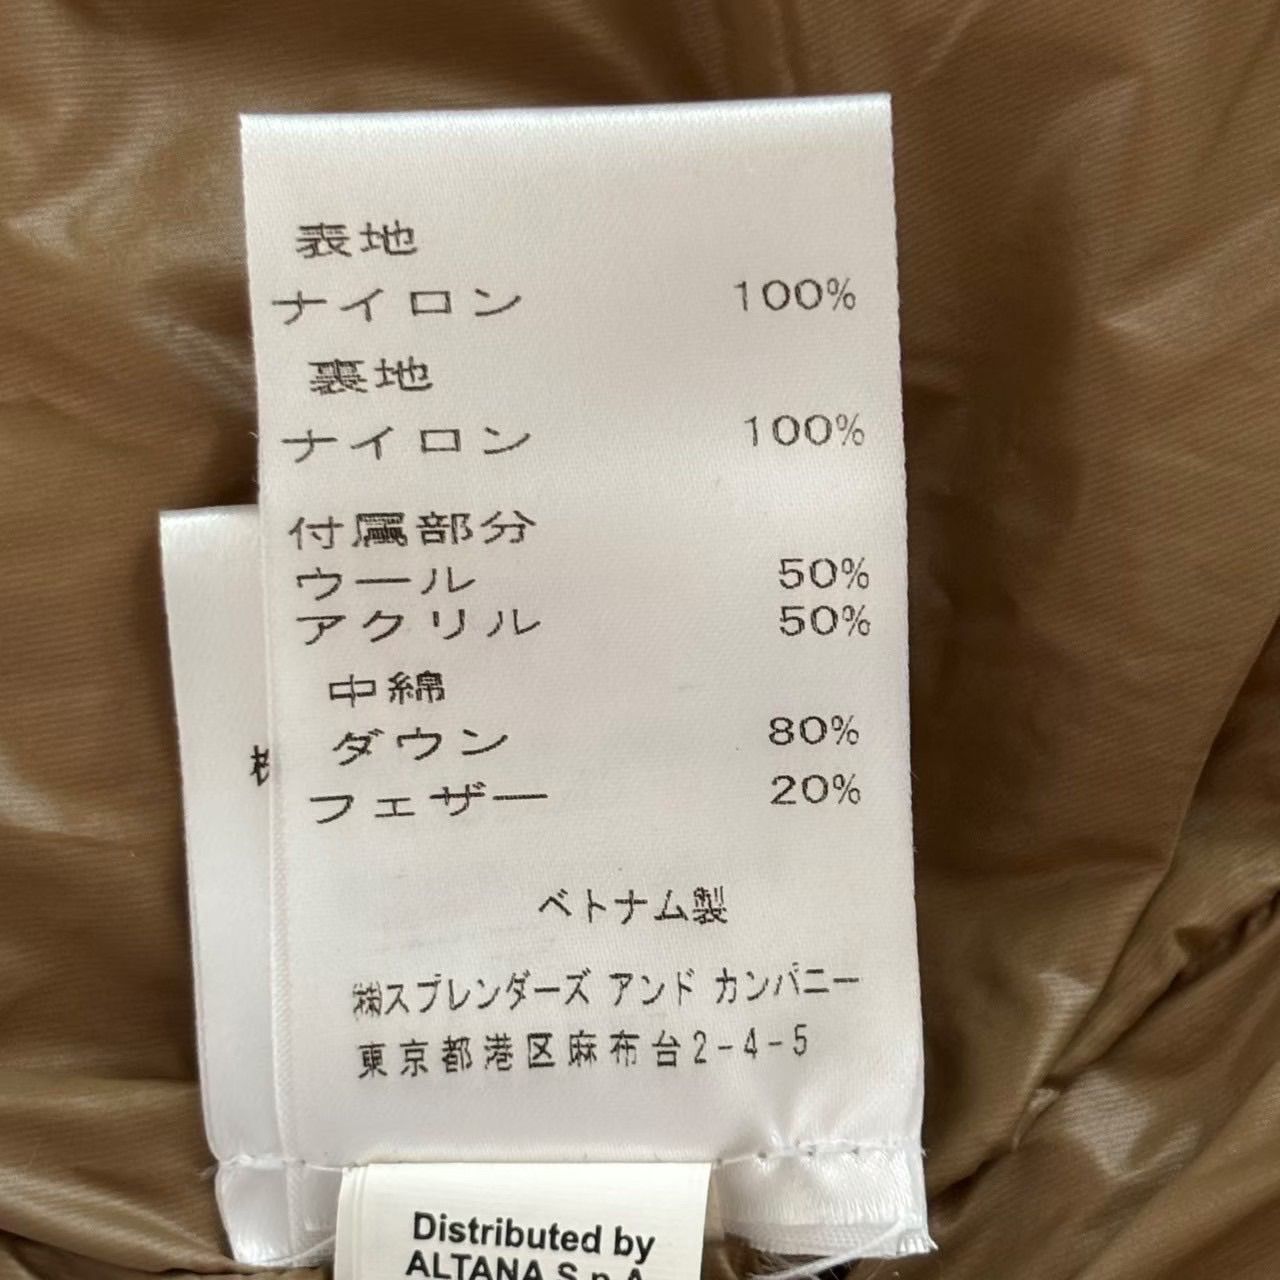 表地
ナイロン 100%
裏地
ナイロン 100%
付属部分
ウール 50%
アクリル 50%
中綿
ダウン 80%
フェザー 20%
ベトナム製
㈱スプレンダーズ アンド カンパニー
東京都港区麻布台2-4-5
Distributed by
ALTANA S.p.A.